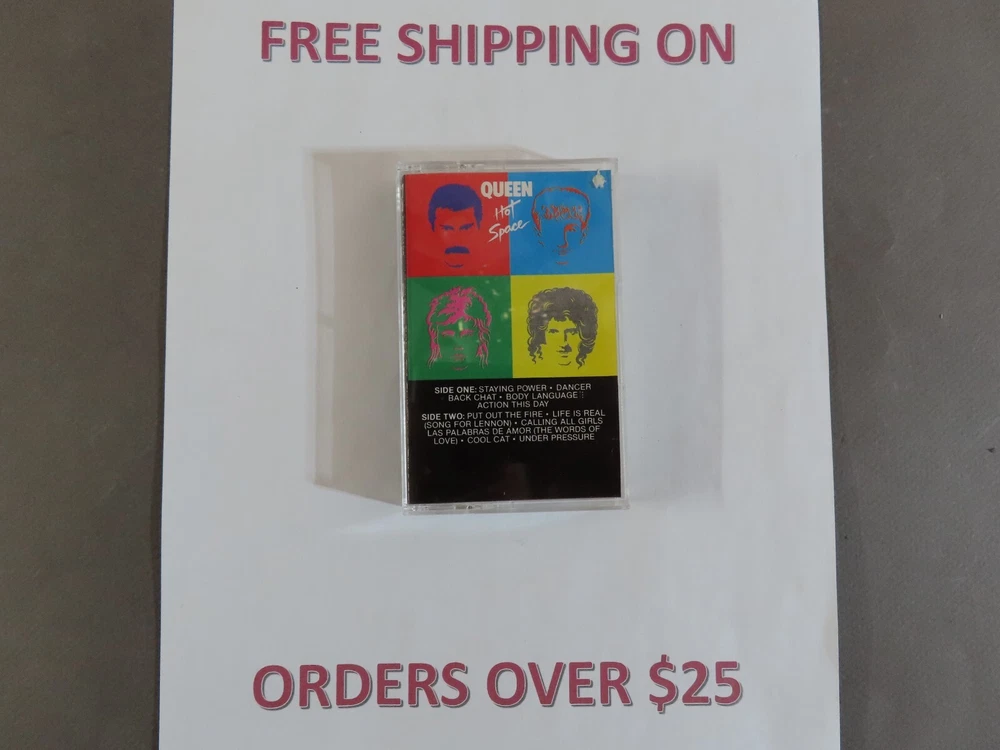 FREE SHIPPING ON
QUEEN
Hot
Space
SIDE ONE: STAYING POWER • DANCER
BACK CHAT • BODY LANGUAGE
ACTION THIS DAY
SIDE TWO: PUT OUT THE FIRE • LIFE IS REAL
(SONG FOR LENNON) • CALLING ALL GIRLS
LAS PALABRAS DE AMOR (THE WORDS OF
LOVE) • COOL CAT • UNDER PRESSURE
ORDERS OVER $25